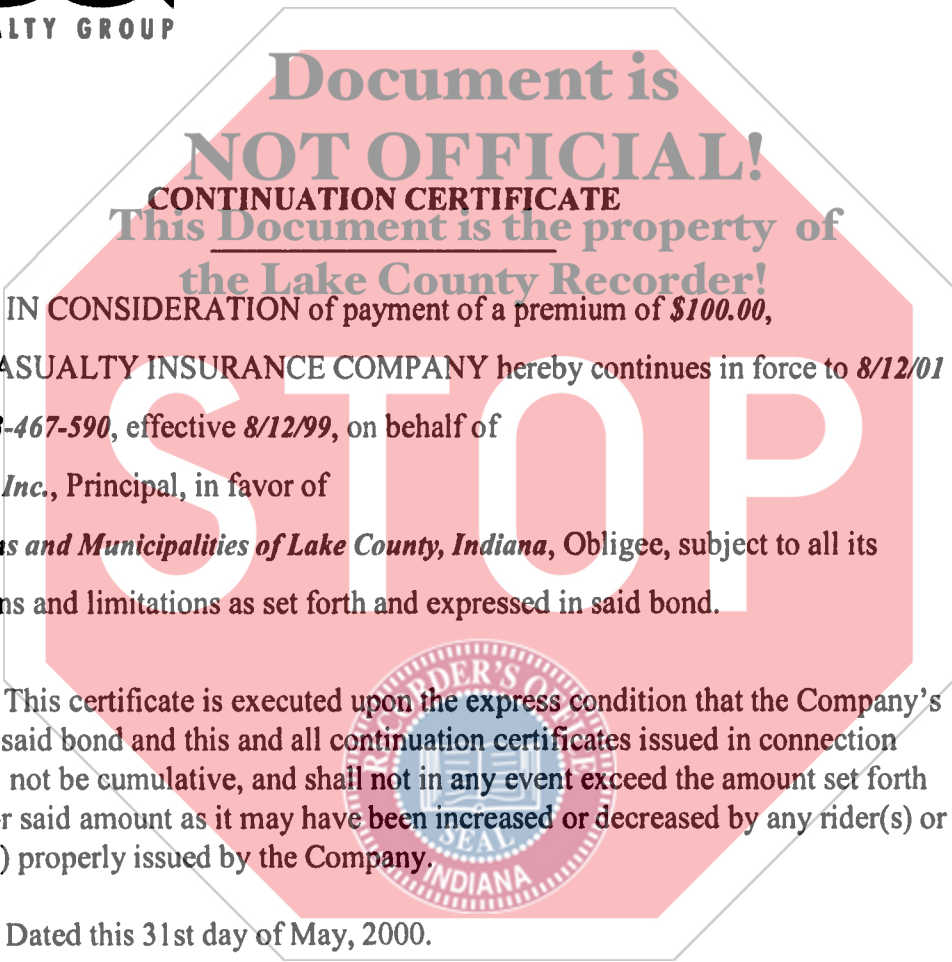 ALTY GROUP
Document is
NOT OFFICIAL!
CONTINUATION CERTIFICATE
This Document is the property of
the Lake County Recorder!
IN CONSIDERATION of payment of a premium of $100.00,
ASUALTY INSURANCE COMPANY hereby continues in force to 8/12/01
-467-590, effective 8/12/99, on behalf of
Inc., Principal, in favor of
s and Municipalities of Lake County, Indiana, Obligee, subject to all its
ns and limitations as set forth and expressed in said bond.
STOP
This certificate is executed upon the express condition that the Company's
said bond and this and all continuation certificates issued in connection
not be cumulative, and shall not in any event exceed the amount set forth
r said amount as it may have been increased or decreased by any rider(s) or
) properly issued by the Company.
RECORDER'S OFFICE
SEAL
INDIANA
Dated this 31st day of May, 2000.